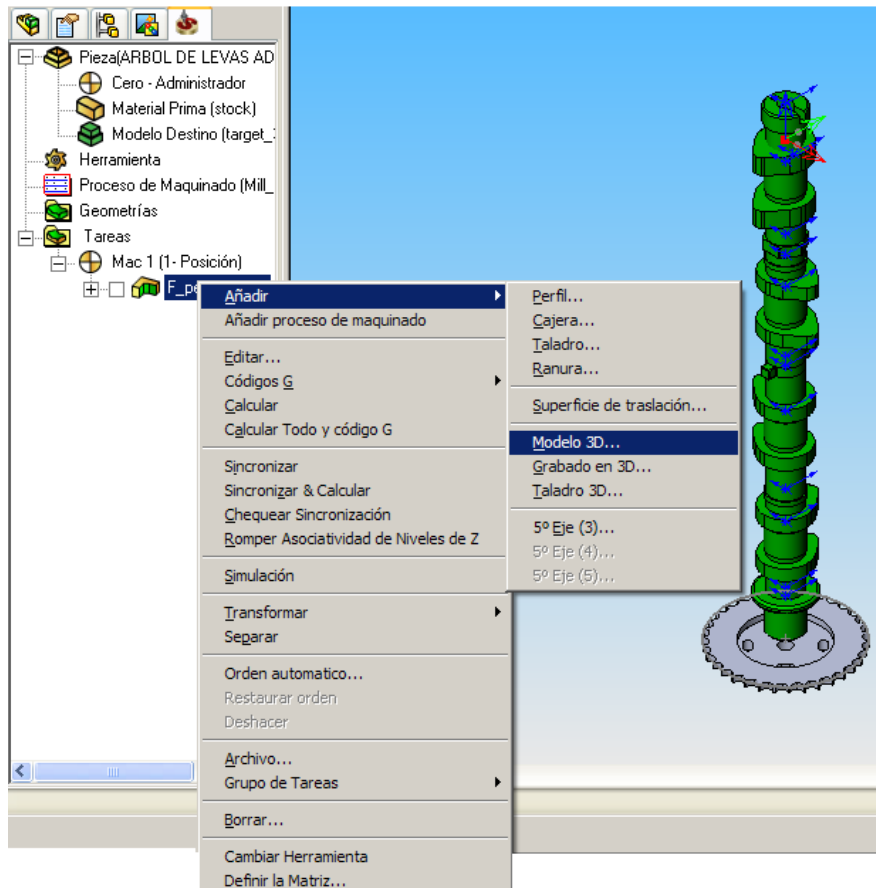 Pieza(ARBOL DE LEVAS AD
Cero - Administrador
Material Prima (stock)
Modelo Destino (target_
Herramienta
Proceso de Maquinado (Mill_
Geometrías
Tareas
Mac 1 (1- Posición)
F_pe
Añadir
Añadir proceso de maquinado
Editar...
Códigos G
Calcular
Calcular Todo y código G
Sincronizar
Sincronizar & Calcular
Chequear Sincronización
Romper Asociatividad de Niveles de Z
Simulación
Transformar
Separar
Orden automatico...
Restaurar orden
Deshacer
Archivo...
Grupo de Tareas
Borrar...
Cambiar Herramienta
Definir la Matriz...
Perfil...
Cajera...
Taladro...
Ranura...
Superficie de traslación...
Modelo 3D...
Grabado en 3D...
Taladro 3D...
5º Eje (3)...
5º Eje (4)...
5º Eje (5)...